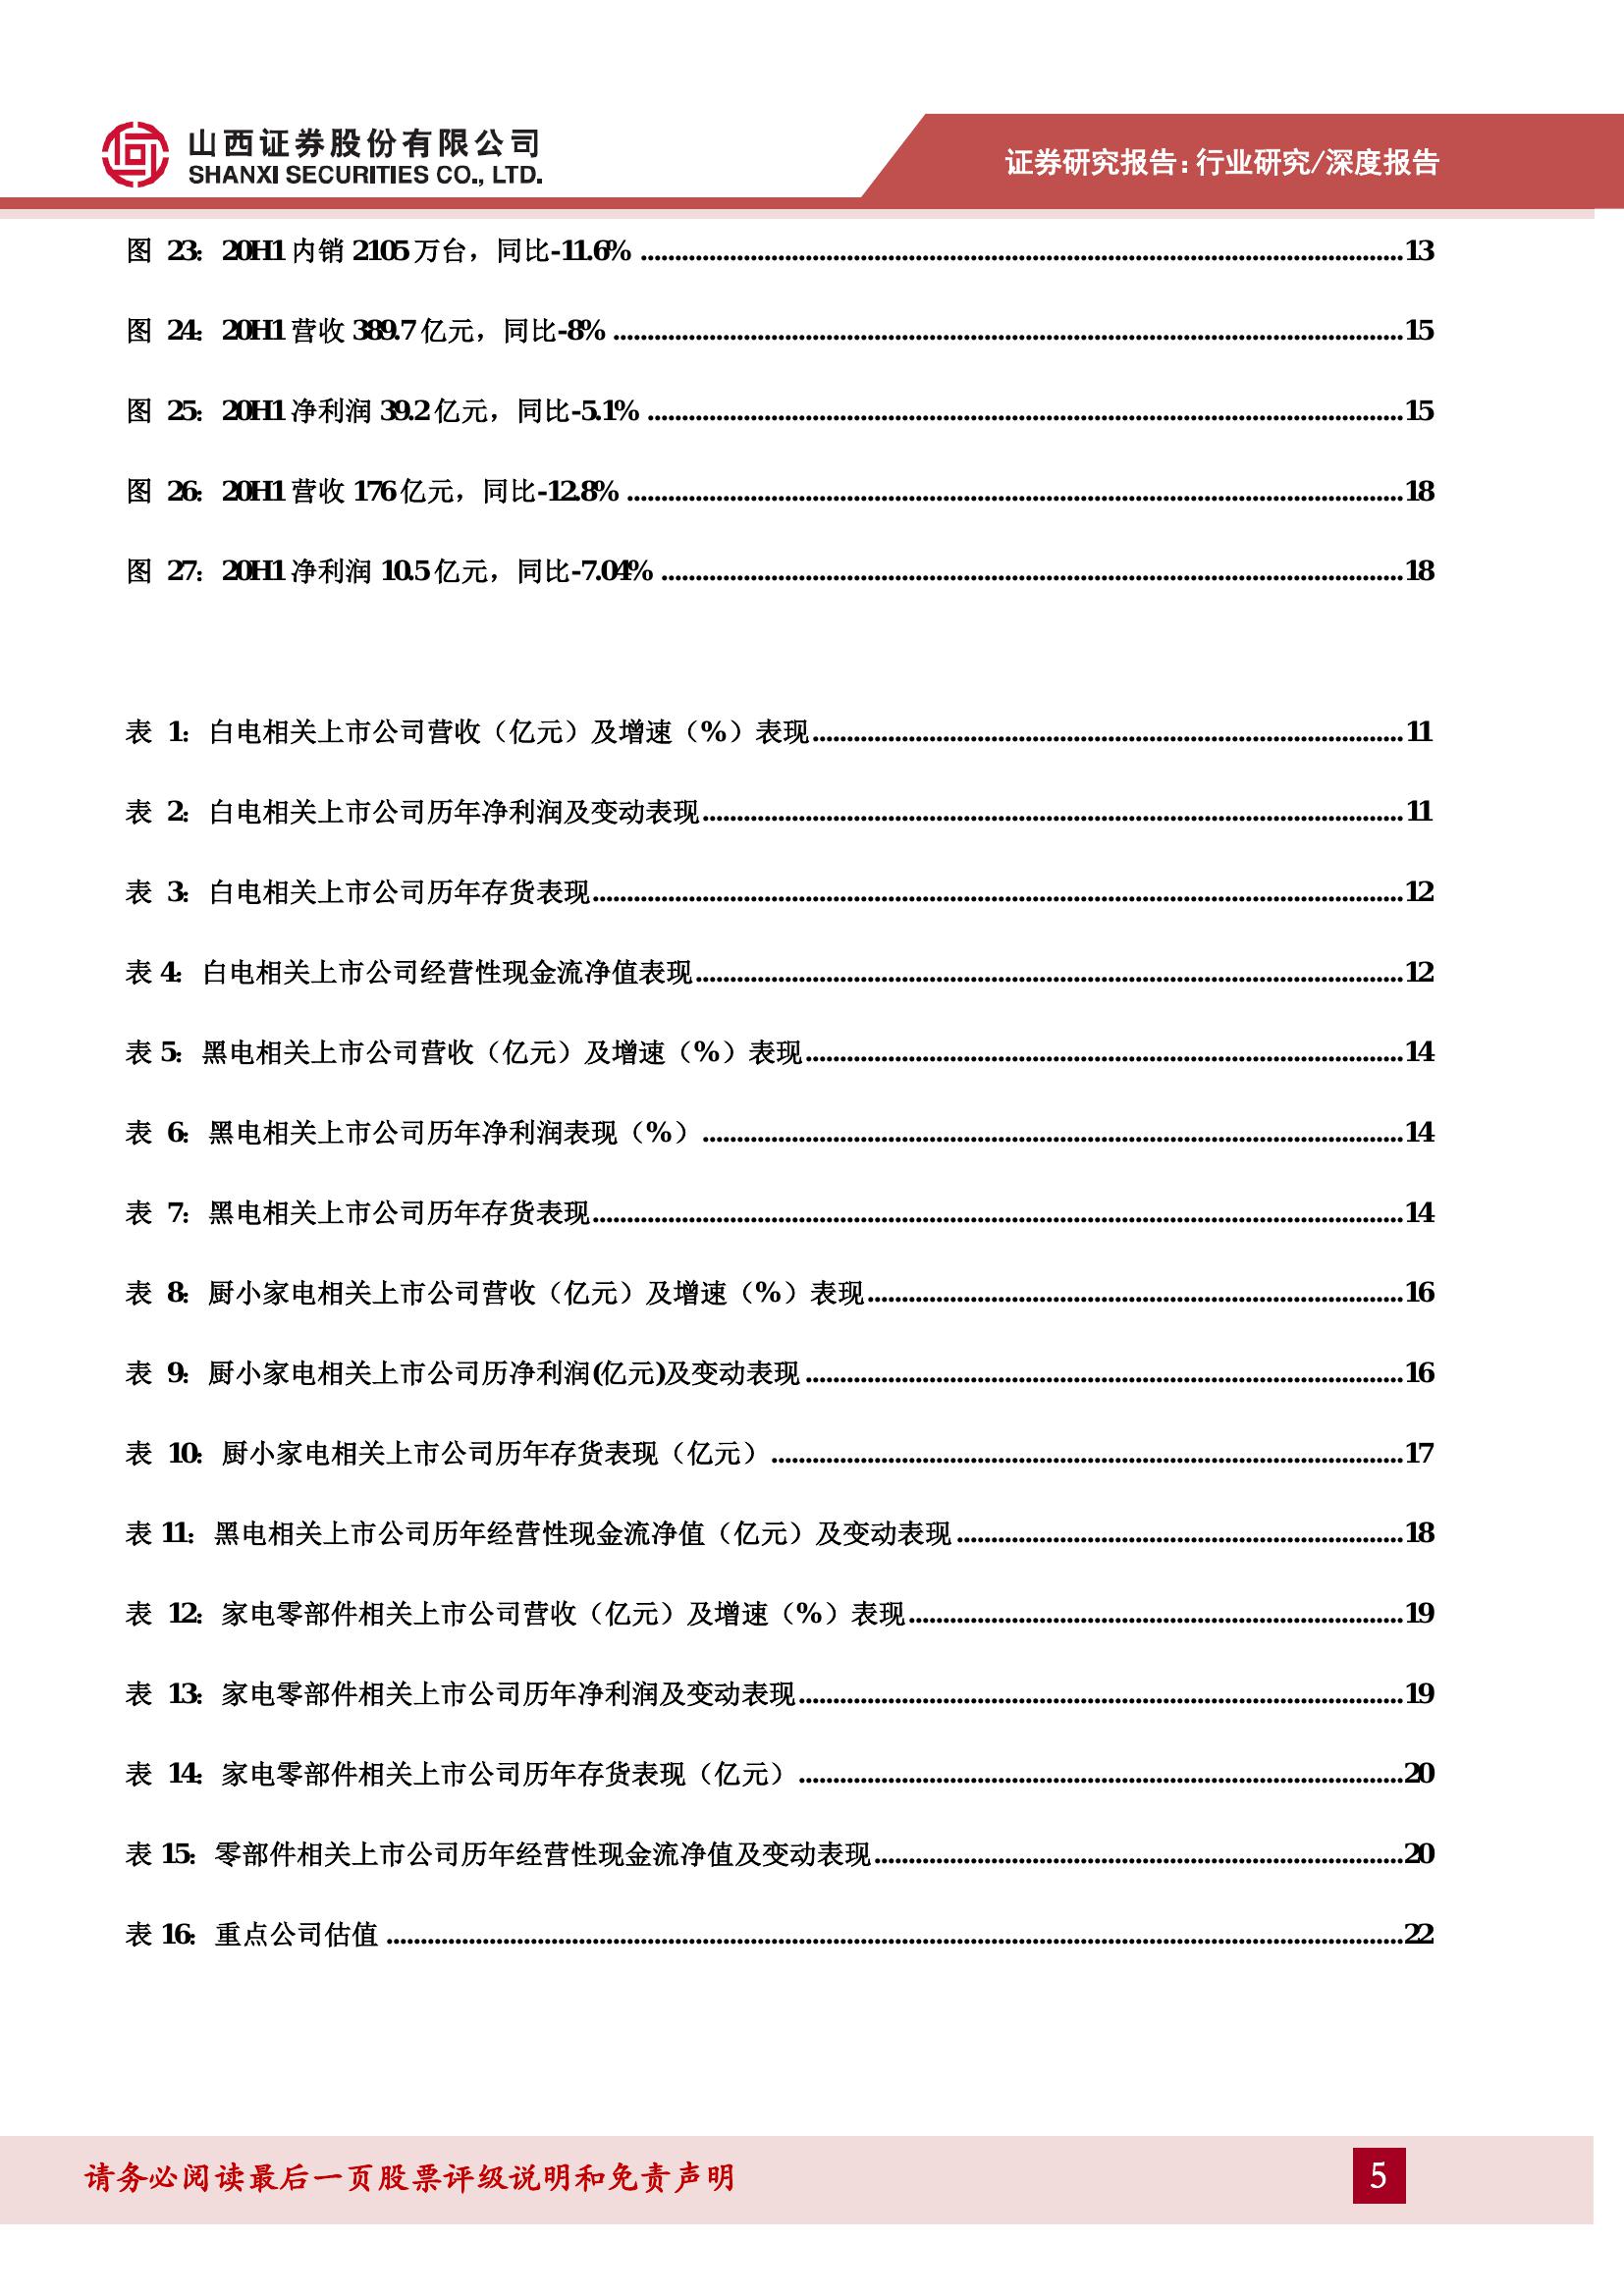 山西证券股份有限公司
SHANXI SECURITIES CO., LTD.
证券研究报告：行业研究/深度报告
图 23：20H1 内销 2105 万台，同比-11.6% ........................................13
图 24：20H1 营收 389.7 亿元，同比-8% ........................................15
图 25：20H1 净利润 39.2 亿元，同比-5.1% ........................................15
图 26：20H1 营收 176 亿元，同比-12.8% ........................................18
图 27：20H1 净利润 10.5 亿元，同比-7.04% ........................................18
表 1：白电相关上市公司营收（亿元）及增速（%）表现........................................11
表 2：白电相关上市公司历年净利润及变动表现........................................11
表 3：白电相关上市公司历年存货表现........................................12
表 4：白电相关上市公司经营性现金流净值表现........................................12
表 5：黑电相关上市公司营收（亿元）及增速（%）表现........................................14
表 6：黑电相关上市公司历年净利润表现（%）........................................14
表 7：黑电相关上市公司历年存货表现........................................14
表 8：厨小家电相关上市公司营收（亿元）及增速（%）表现........................................16
表 9：厨小家电相关上市公司历净利润(亿元)及变动表现 ........................................16
表 10：厨小家电相关上市公司历年存货表现（亿元）........................................17
表 11：黑电相关上市公司历年经营性现金流净值（亿元）及变动表现 ........................................18
表 12：家电零部件相关上市公司营收（亿元）及增速（%）表现........................................19
表 13：家电零部件相关上市公司历年净利润及变动表现........................................19
表 14：家电零部件相关上市公司历年存货表现（亿元）........................................20
表 15：零部件相关上市公司历年经营性现金流净值及变动表现........................................20
表 16：重点公司估值 ........................................22
请务必阅读最后一页股票评级说明和免责声明
5